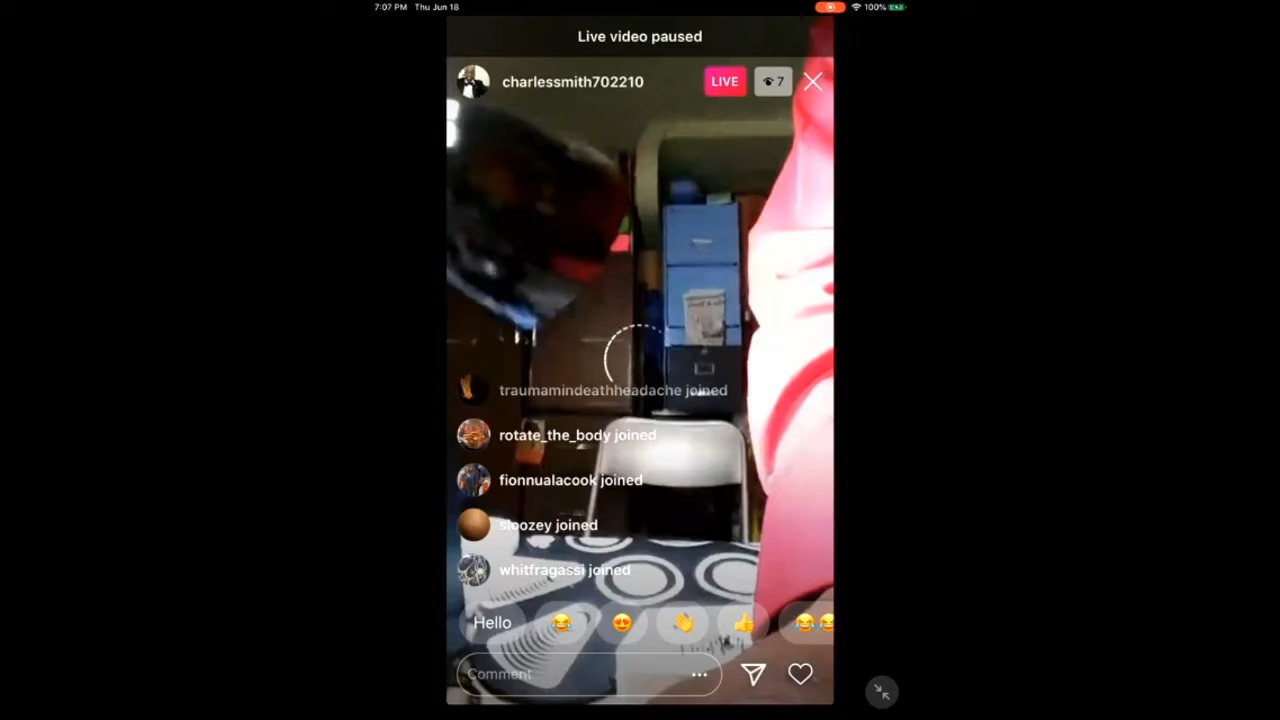 7:07 PM Thu Jun 18
100%
Live video paused
charlessmith702210
LIVE
7
traumamindeathheadache joined
rotate_the_body joined
fionnualacook joined
sloozey joined
whitfragassi joined
Hello
Comment